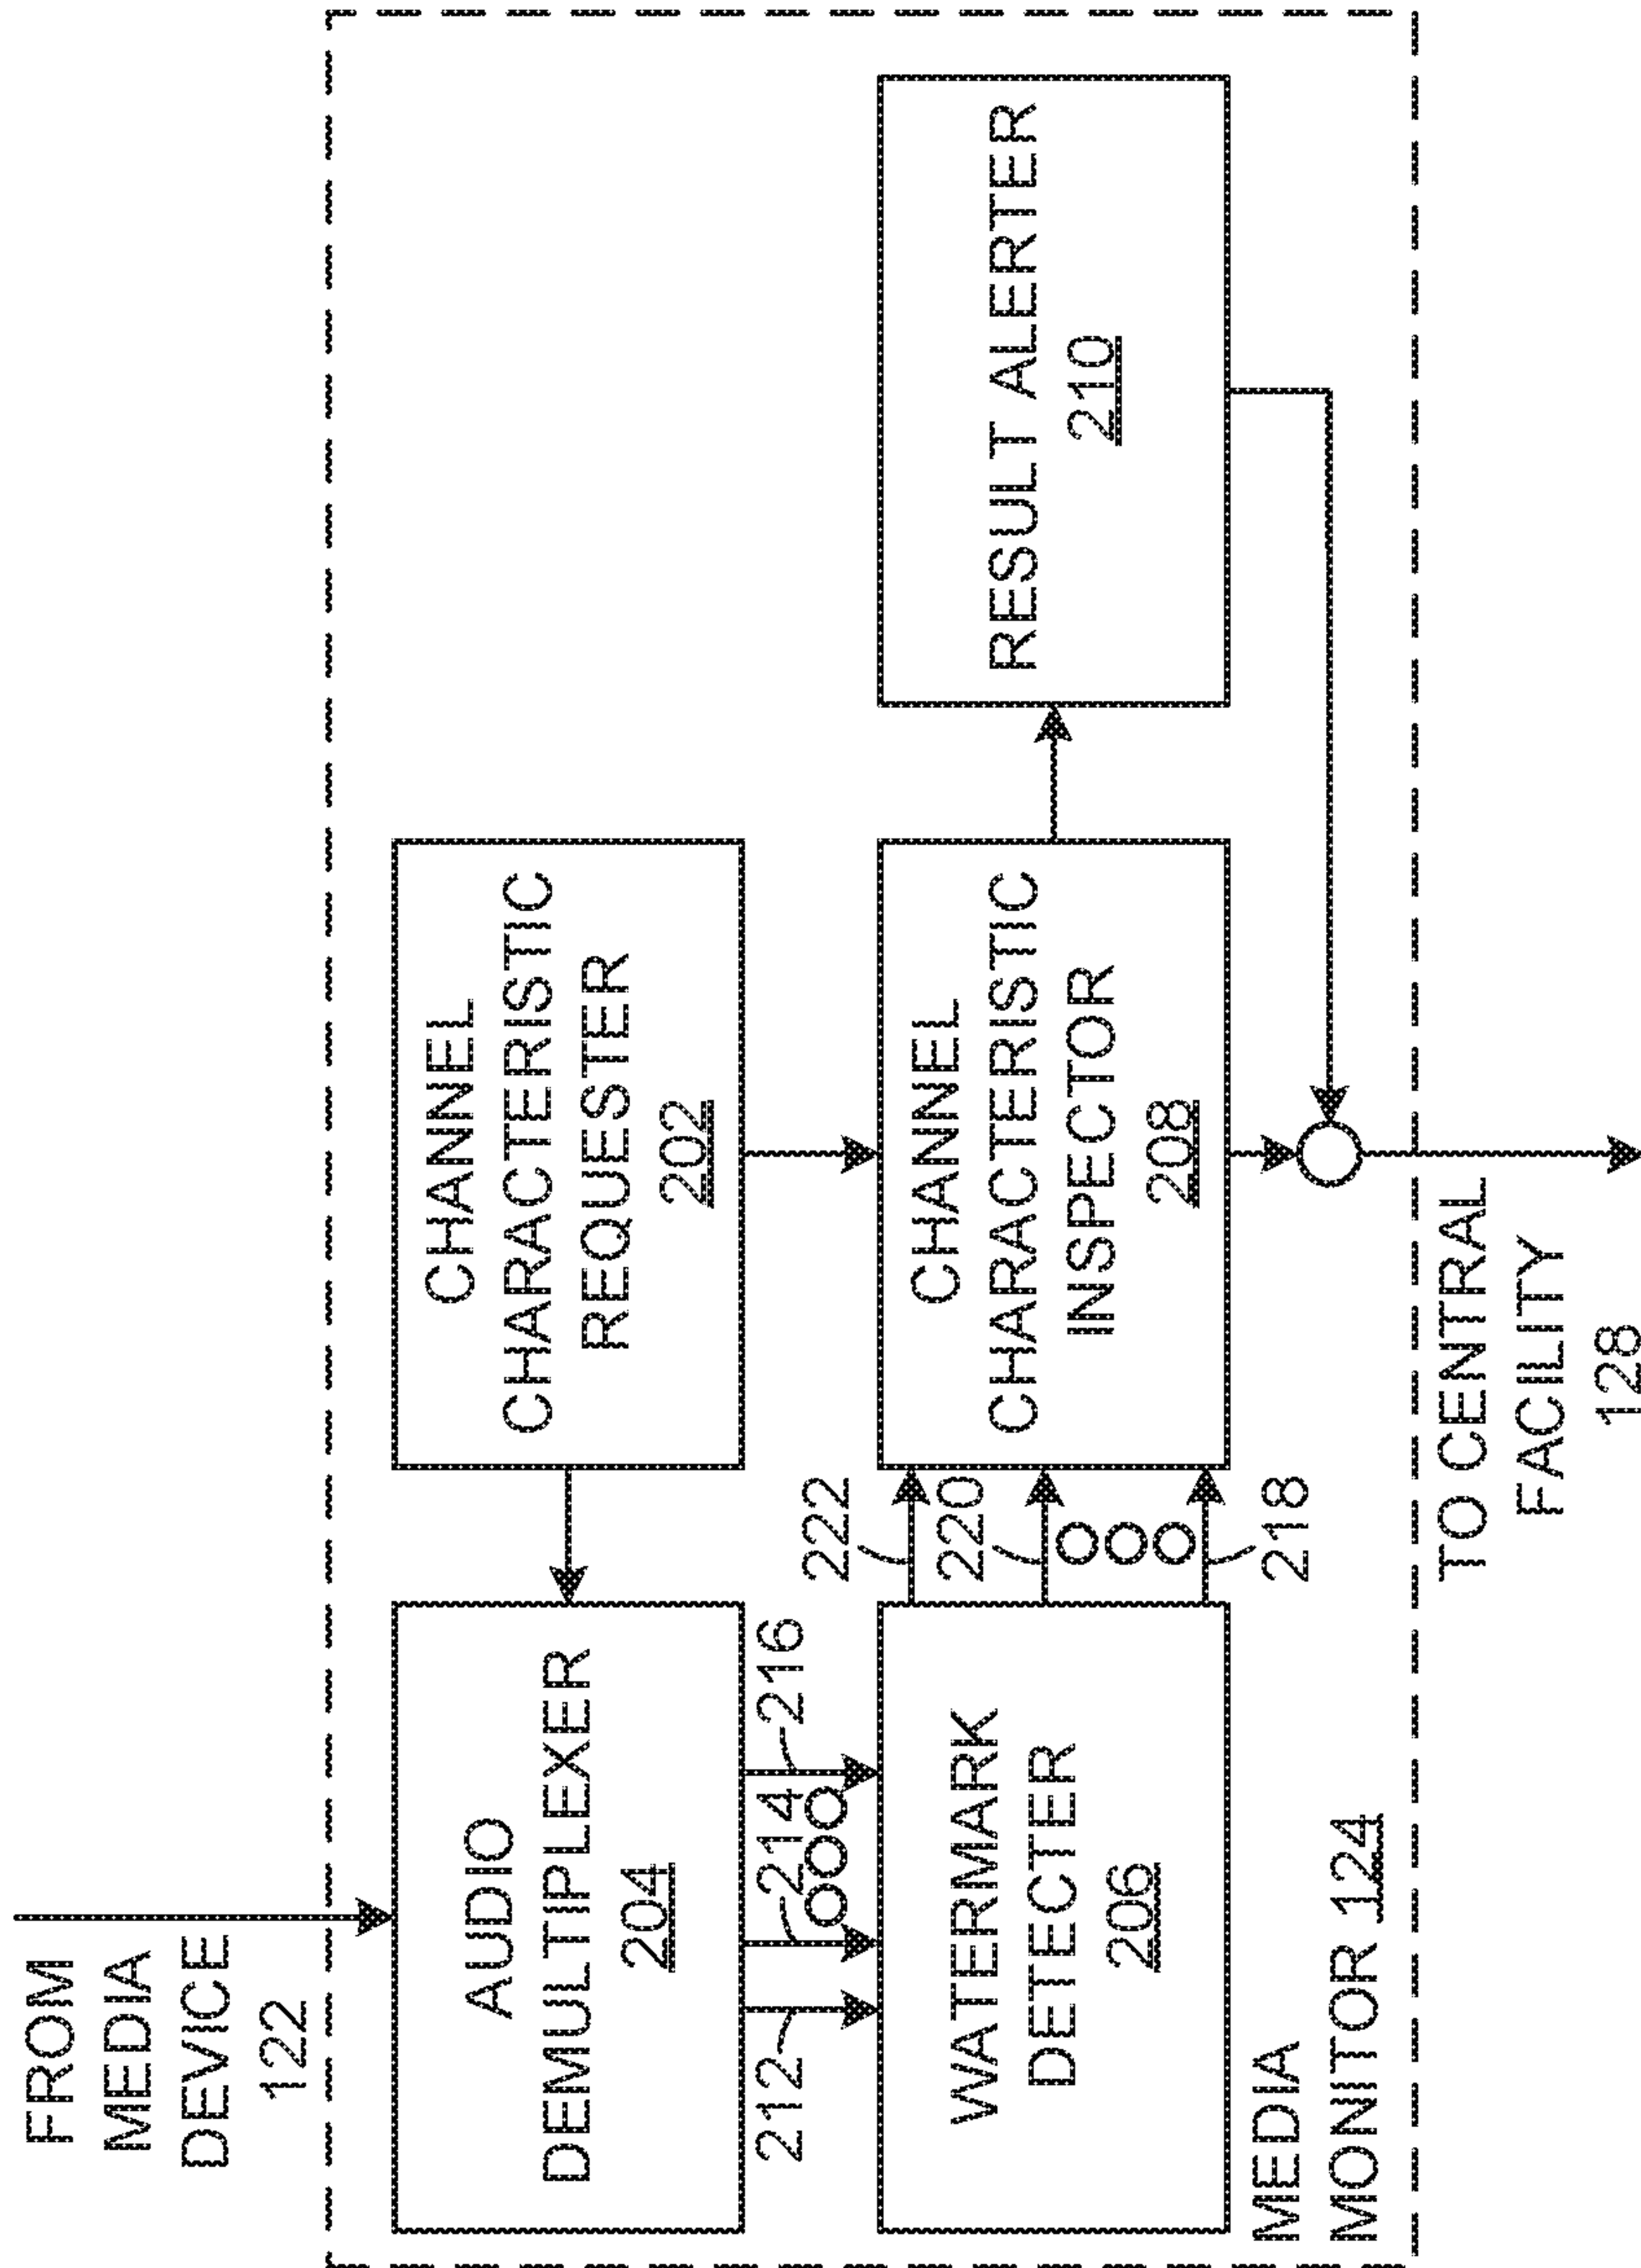 FROM
MEDIA
DEVICE
122
AUDIO
DEMULTIPLEXER
204
CHANNEL
CHARACTERISTIC
REQUESTER
202
212
214
216
WATERMARK
DETECTER
206
222
220
218
CHANNEL
CHARACTERISTIC
INSPECTOR
208
RESULT ALERTER
210
MEDIA
MONITOR 124
TO CENTRAL
FACILITY
128